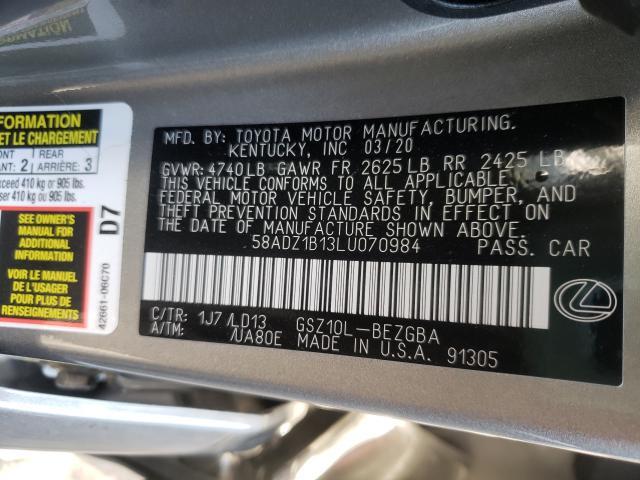 FORMATION
ET LE CHARGEMENT
ONT
REAR
ANT: 2
ARRIÈRE: 3
xceed 410 kg or 905 lbs.
ser 410 kg ou 905 lbs.
SEE OWNER'S
MANUAL FOR
ADDITIONAL
INFORMATION
VOIR LE MANUEL
DE L'USAGER
POUR PLUS DE
RENSEIGNEMENTS
D7
42661-06C70
MFD. BY: TOYOTA MOTOR MANUFACTURING.
KENTUCKY, INC 03/20
GVWR: 4740LB GAWR FR 2625LB RR 2425 LB
THIS VEHICLE CONFORMS TO ALL APPLICABLE
FEDERAL MOTOR VEHICLE SAFETY, BUMPER, AND
THEFT PREVENTION STANDARDS IN EFFECT ON
THE DATE OF MANUFACTURE SHOWN ABOVE.
58ADZ1B13LU070984 PASS. CAR
C/TR: 1J7 /LD13 GSZ10L-BEZGBA
A/TM: /UA80E MADE IN U.S.A. 91305